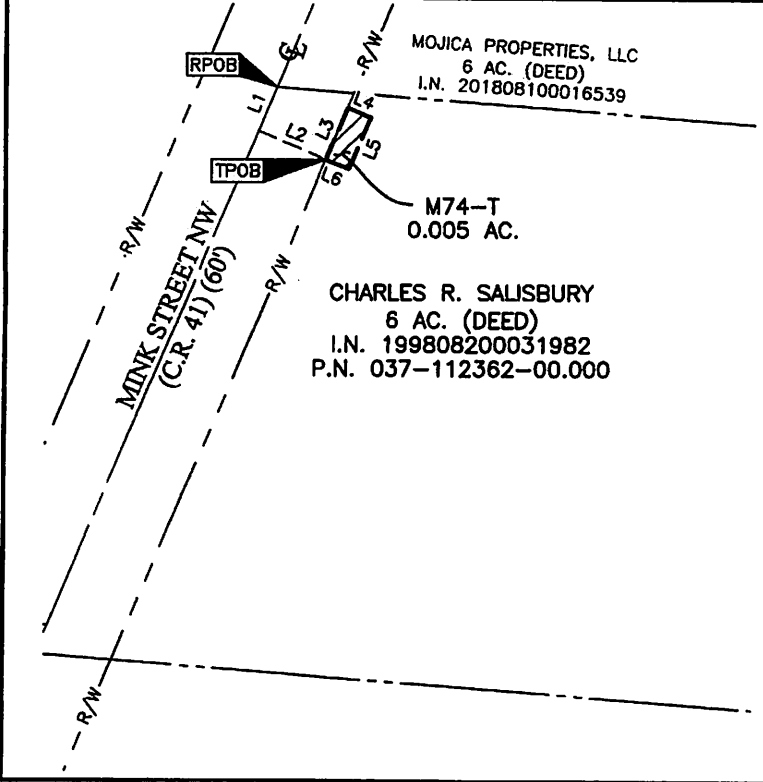 MOJICA PROPERTIES, LLC
6 AC. (DEED)
I.N. 201808100016539
R/W
℄
RPOB
L1
L2
L3
L4
L5
L6
TPOB
M74-T
0.005 AC.
R/W
R/W
MINK STREET NW
(C.R. 41) (60')
CHARLES R. SALISBURY
6 AC. (DEED)
I.N. 199808200031982
P.N. 037-112362-00.000
R/W